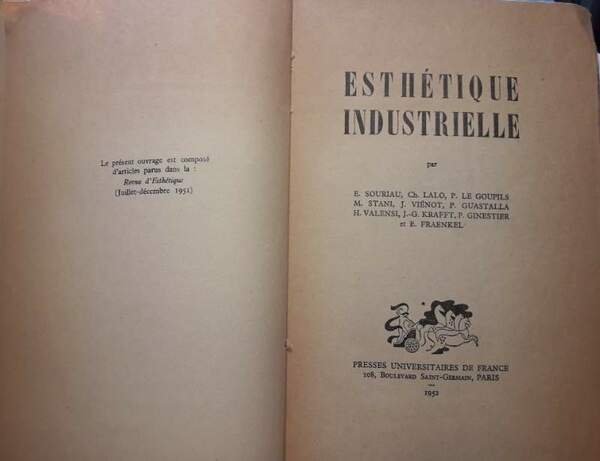 Le présent ouvrage est composé
d'articles parus dans la :
Revue d'Esthétique
(Juillet-décembre 1951)
ESTHÉTIQUE
INDUSTRIELLE
par
E. SOURIAU, Ch. LALO, P. LE GOUPILS
M. STANI, J. VIÉNOT, P. GUASTALLA
H. VALENSI, J.-G. KRAFFT, P. GINESTIER
et E. FRAENKEL
PRESSES UNIVERSITAIRES DE FRANCE
108, BOULEVARD SAINT-GERMAIN, PARIS
1952